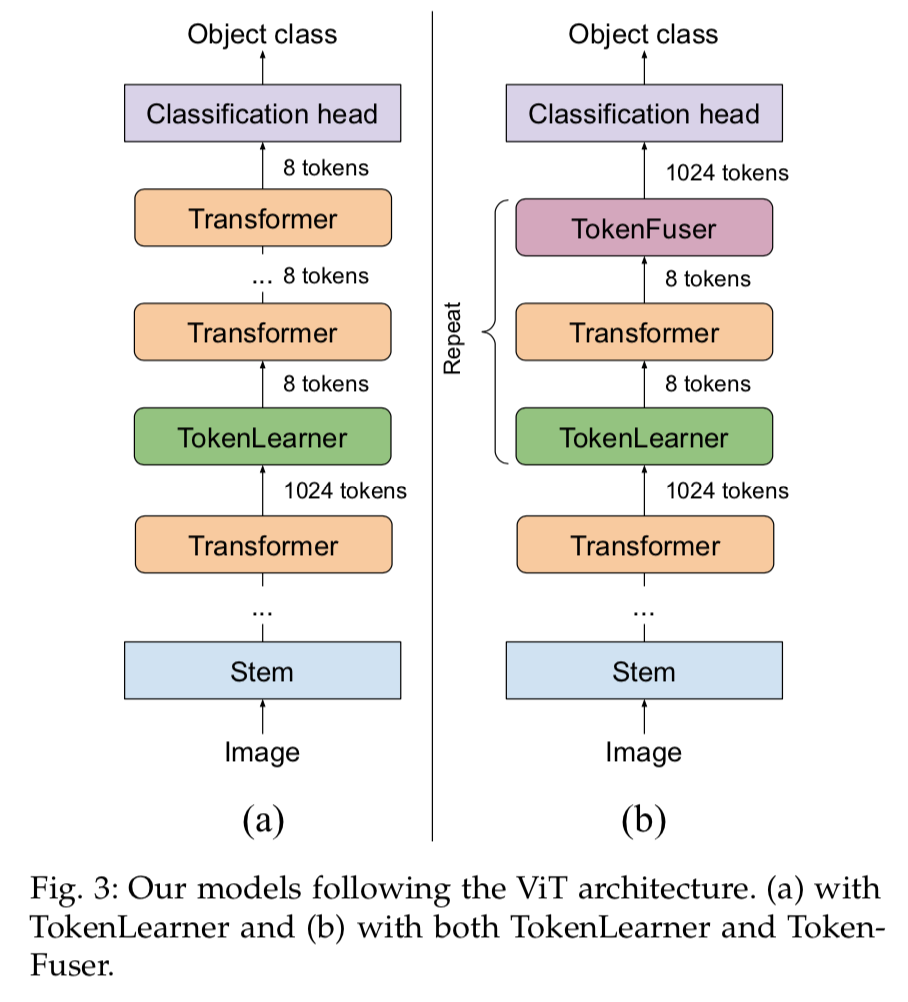 Object class
Classification head
8 tokens
Transformer
... 8 tokens
Transformer
8 tokens
TokenLearner
1024 tokens
Transformer
...
Stem
Image
(a)
Object class
Classification head
1024 tokens
TokenFuser
8 tokens
Repeat
Transformer
8 tokens
TokenLearner
1024 tokens
Transformer
...
Stem
Image
(b)
Fig. 3: Our models following the ViT architecture. (a) with
TokenLearner and (b) with both TokenLearner and Token-
Fuser.